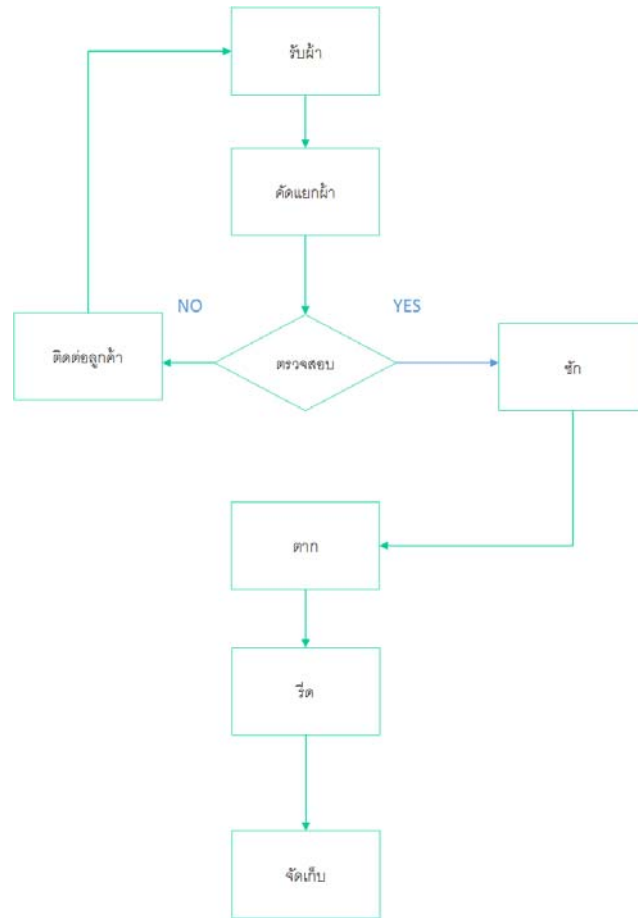 รับผ้า
คัดแยกผ้า
NO
YES
ติดต่อลูกค้า
ตรวจสอบ
ซัก
ตาก
รีด
จัดเก็บ